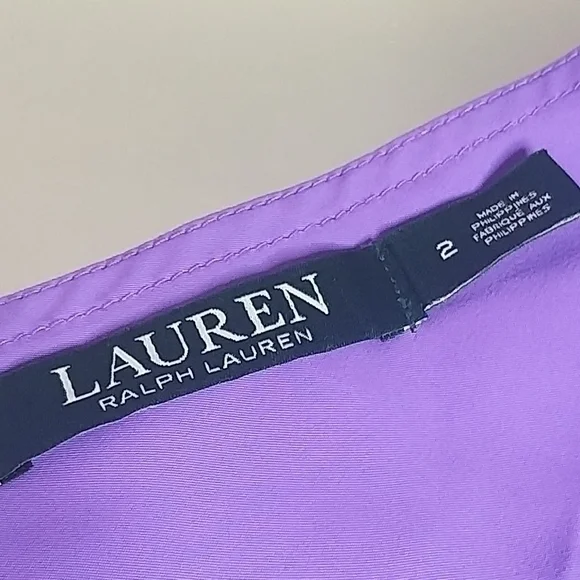 LAUREN
RALPH LAUREN
2
MADE IN
PHILIPPINES
FABRIQUE AUX
PHILIPPINES